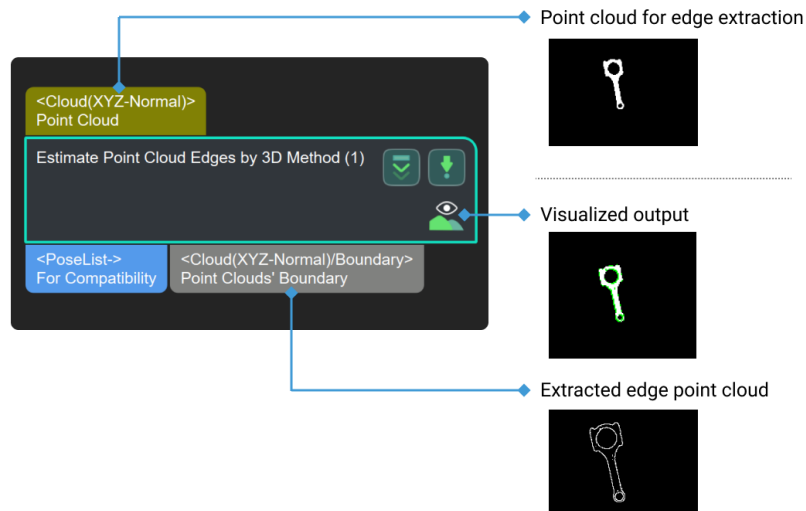 Point cloud for edge extraction
<Cloud(XYZ-Normal)>
Point Cloud
Estimate Point Cloud Edges by 3D Method (1)
Visualized output
<PoseList->
For Compatibility
<Cloud(XYZ-Normal)/Boundary>
Point Clouds' Boundary
Extracted edge point cloud